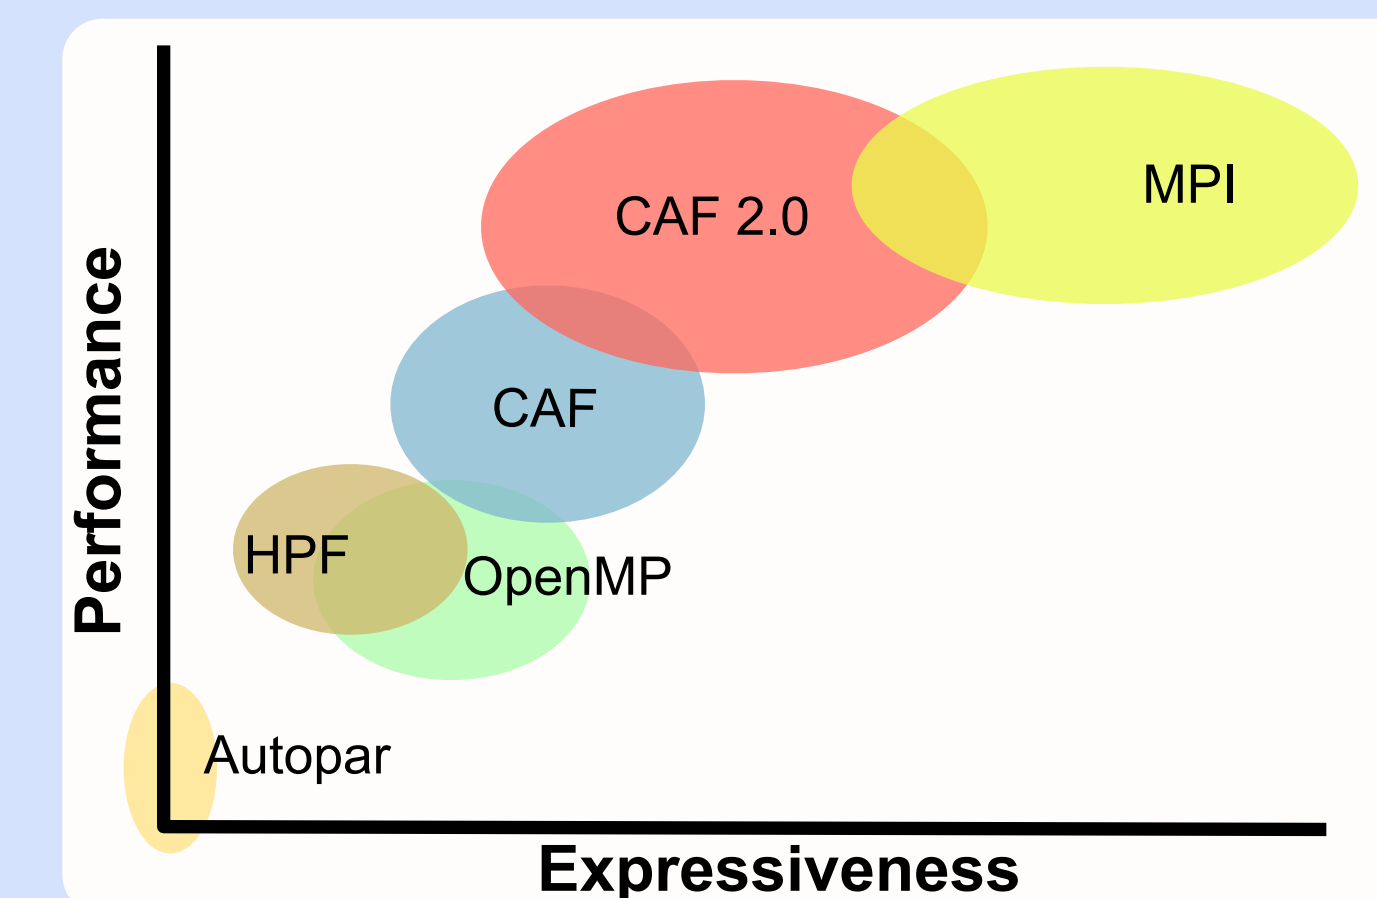 Performance
MPI
CAF 2.0
CAF
HPF
OpenMP
Autopar
Expressiveness